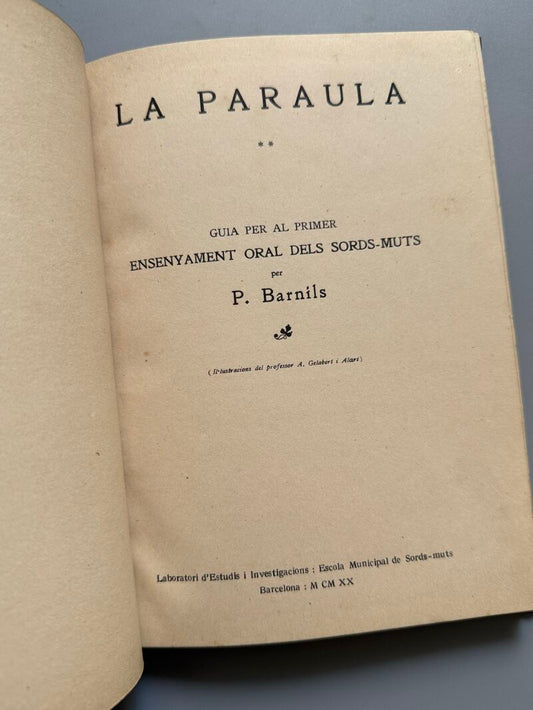 LA PARAULA
**
GUIA PER AL PRIMER
ENSENYAMENT ORAL DELS SORDS-MUTS
per
P. Barnils
(Il·lustracions del professor A. Gelabert i Alart)
Laboratori d'Estudis i Investigacions : Escola Municipal de Sords-muts
Barcelona : M CM XX